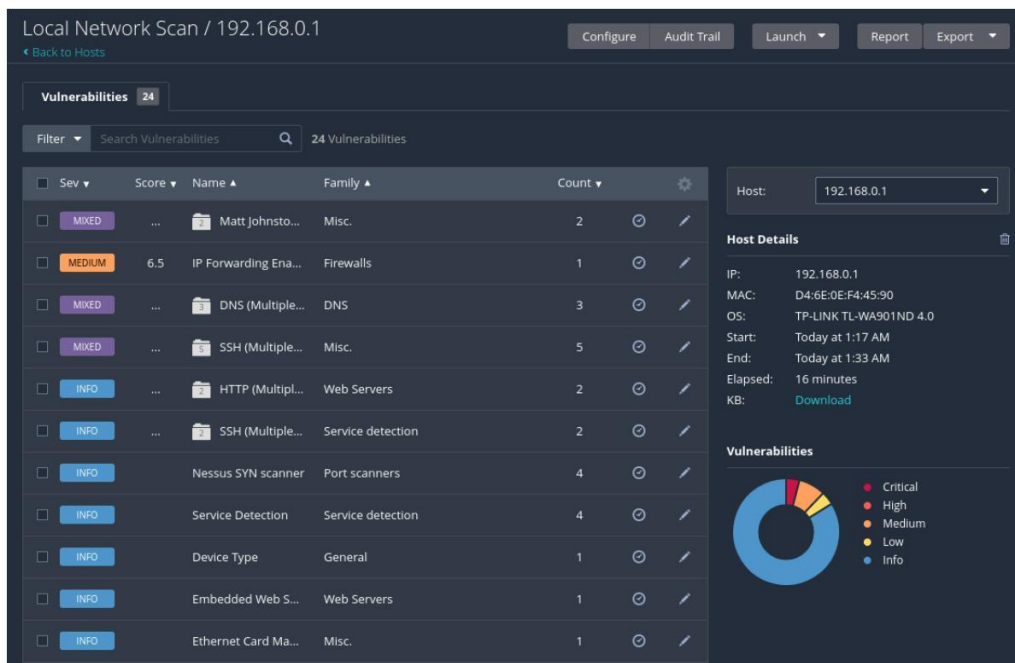 Local Network Scan / 192.168.0.1
Back to Hosts
Configure Audit Trail Launch Report Export
Vulnerabilities 24
Filter Search Vulnerabilities 24 Vulnerabilities
Sev Score Name Family Count
MIXED ... 2 Matt Johnsto... Misc. 2
MEDIUM 6.5 IP Forwarding Ena... Firewalls 1
MIXED ... 3 DNS (Multiple... DNS 3
MIXED ... 5 SSH (Multiple... Misc. 5
INFO ... 2 HTTP (Multipl... Web Servers 2
INFO ... 2 SSH (Multiple... Service detection 2
INFO Nessus SYN scanner Port scanners 4
INFO Service Detection Service detection 4
INFO Device Type General 1
INFO Embedded Web S... Web Servers 1
INFO Ethernet Card Ma... Misc. 1
Host: 192.168.0.1
Host Details
IP: 192.168.0.1
MAC: D4:6E:0E:F4:45:90
OS: TP-LINK TL-WA901ND 4.0
Start: Today at 1:17 AM
End: Today at 1:33 AM
Elapsed: 16 minutes
KB: Download
Vulnerabilities
Critical
High
Medium
Low
Info